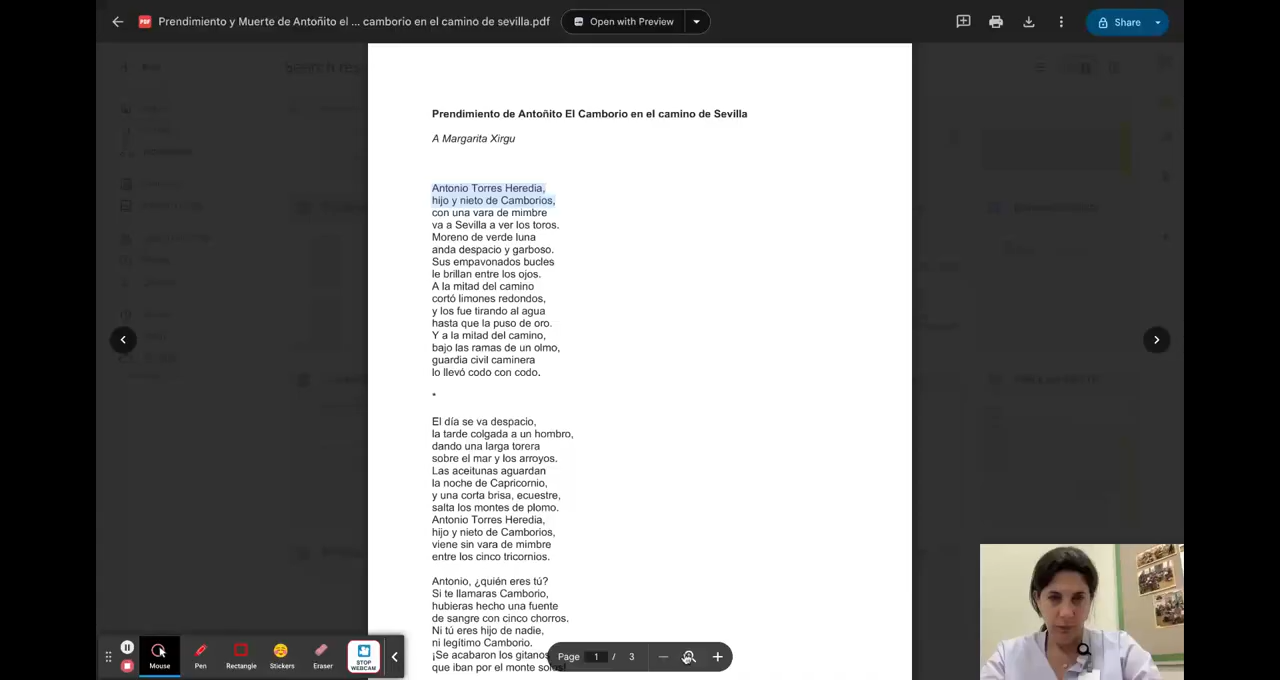 Prendimiento y Muerte de Antoñito el ... camborio en el camino de sevilla.pdf
Open with Preview
Share
Prendimiento de Antoñito El Camborio en el camino de Sevilla
A Margarita Xirgu
Antonio Torres Heredia,
hijo y nieto de Camborios,
con una vara de mimbre
va a Sevilla a ver los toros.
Moreno de verde luna
anda despacio y garboso.
Sus empavonados bucles
le brillan entre los ojos.
A la mitad del camino
cortó limones redondos,
y los fue tirando al agua
hasta que la puso de oro.
Y a la mitad del camino,
bajo las ramas de un olmo,
guardia civil caminera
lo llevó codo con codo.
*
El día se va despacio,
la tarde colgada a un hombro,
dando una larga torera
sobre el mar y los arroyos.
Las aceitunas aguardan
la noche de Capricornio,
y una corta brisa, ecuestre,
salta los montes de plomo.
Antonio Torres Heredia,
hijo y nieto de Camborios,
viene sin vara de mimbre
entre los cinco tricornios.
Antonio, ¿quién eres tú?
Si te llamaras Camborio,
hubieras hecho una fuente
de sangre con cinco chorros.
Ni tú eres hijo de nadie,
ni legítimo Camborio.
¡Se acabaron los gitanos
que iban por el monte solos!
Page 1 / 3
Mouse
Pen
Rectangle
Stickers
Eraser
STOP
WEBCAM